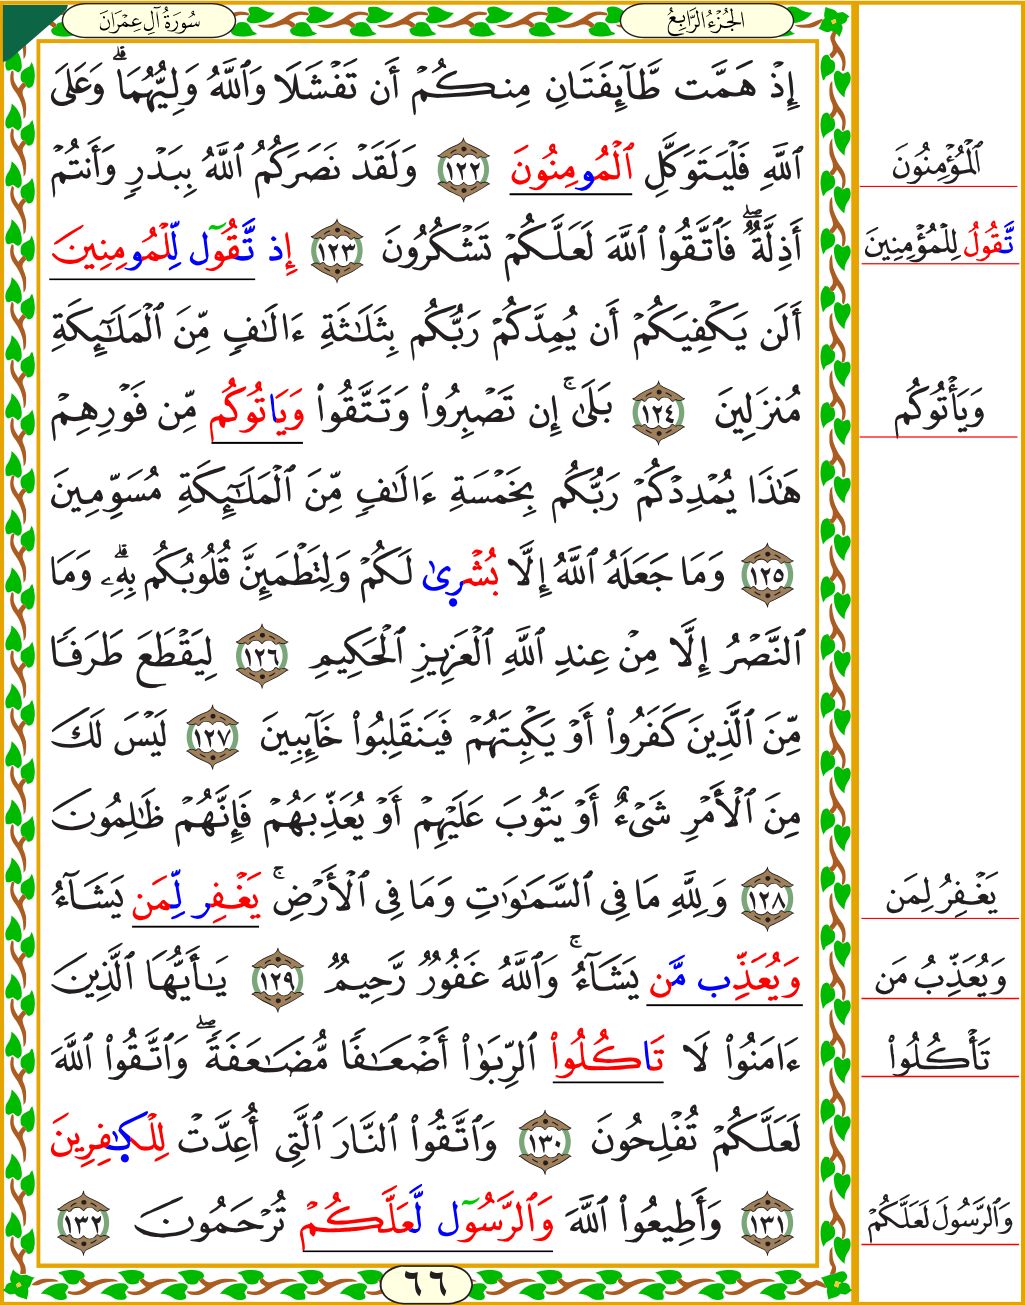 الجُزْءُ الرَّابِعُ
سُورَةُ آلِ عِمْرَانَ
إِذْ هَمَّت طَّآئِفَتَانِ مِنكُمْ أَن تَفْشَلَا وَٱللَّهُ وَلِيُّهُمَاۗ وَعَلَى
ٱللَّهِ فَلْيَتَوَكَّلِ ٱلْمُومِنُونَ ١٢٢ وَلَقَدْ نَصَرَكُمُ ٱللَّهُ بِبَدْرٍ وَأَنتُمْ
ٱلْمُؤْمِنُونَ
أَذِلَّةٌۖ فَٱتَّقُوا۟ ٱللَّهَ لَعَلَّكُمْ تَشْكُرُونَ ١٢٣ إِذ تَّقُوٓل لِّلْمُومِنِينَ
تَّقُولُ لِلْمُؤْمِنِينَ
أَلَن يَكْفِيَكُمْ أَن يُمِدَّكُمْ رَبُّكُم بِثَلَٰثَةِ ءَالَٰفٍ مِّنَ ٱلْمَلَٰٓئِكَةِ
مُنزَلِينَ ١٢٤ بَلَىٰٓۚ إِن تَصْبِرُوا۟ وَتَتَّقُوا۟ وَيَاتُوكُم مِّن فَوْرِهِمْ
وَيَأْتُوكُم
هَٰذَا يُمْدِدْكُمْ رَبُّكُم بِخَمْسَةِ ءَالَٰفٍ مِّنَ ٱلْمَلَٰٓئِكَةِ مُسَوِّمِينَ
١٢٥ وَمَا جَعَلَهُ ٱللَّهُ إِلَّا بُشْرِىٰ لَكُمْ وَلِتَطْمَئِنَّ قُلُوبُكُم بِهِۦۗ وَمَا
ٱلنَّصْرُ إِلَّا مِنْ عِندِ ٱللَّهِ ٱلْعَزِيزِ ٱلْحَكِيمِ ١٢٦ لِيَقْطَعَ طَرَفًا
مِّنَ ٱلَّذِينَ كَفَرُوا۟ أَوْ يَكْبِتَهُمْ فَيَنقَلِبُوا۟ خَآئِبِينَ ١٢٧ لَيْسَ لَكَ
مِنَ ٱلْأَمْرِ شَىْءٌ أَوْ يَتُوبَ عَلَيْهِمْ أَوْ يُعَذِّبَهُمْ فَإِنَّهُمْ ظَٰلِمُونَ
١٢٨ وَلِلَّهِ مَا فِى ٱلسَّمَٰوَٰتِ وَمَا فِى ٱلْأَرْضِۚ يَغْفِر لِّمَن يَشَآءُ
يَغْفِرُ لِمَن
وَيُعَذِّب مَّن يَشَآءُۚ وَٱللَّهُ غَفُورٌ رَّحِيمٌ ١٢٩ يَٰٓأَيُّهَا ٱلَّذِينَ
وَيُعَذِّبُ مَن
ءَامَنُوا۟ لَا تَاكُلُوا۟ ٱلرِّبَوٰٓا۟ أَضْعَٰفًا مُّضَٰعَفَةًۖ وَٱتَّقُوا۟ ٱللَّهَ
تَأْكُلُوا۟
لَعَلَّكُمْ تُفْلِحُونَ ١٣٠ وَٱتَّقُوا۟ ٱلنَّارَ ٱلَّتِى أُعِدَّتْ لِلْكَٰفِرِينَ
١٣١ وَأَطِيعُوا۟ ٱللَّهَ وَٱلرَّسُوٓل لَّعَلَّكُمْ تُرْحَمُونَ ١٣٢
وَٱلرَّسُولَ لَعَلَّكُمْ
٦٦